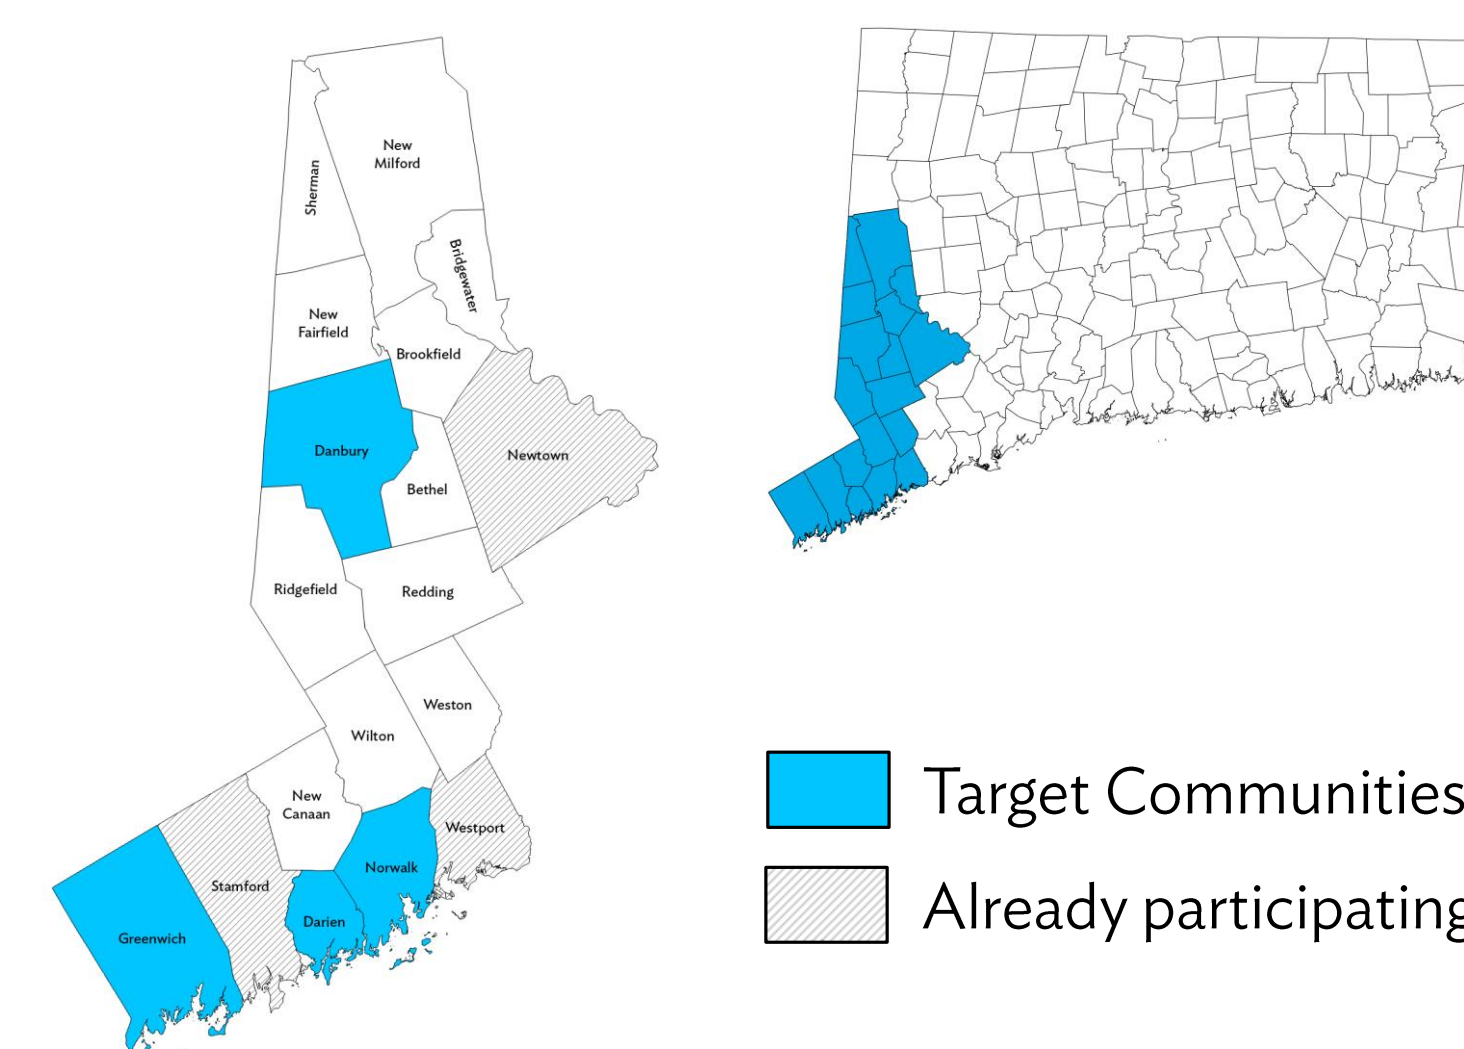 New
Milford
Sherman
Bridgewater
New
Fairfield
Brookfield
Danbury
Newtown
Bethel
Ridgefield
Redding
Weston
Wilton
New
Canaan
Westport
Norwalk
Stamford
Darien
Greenwich
Target Communities
Already participating